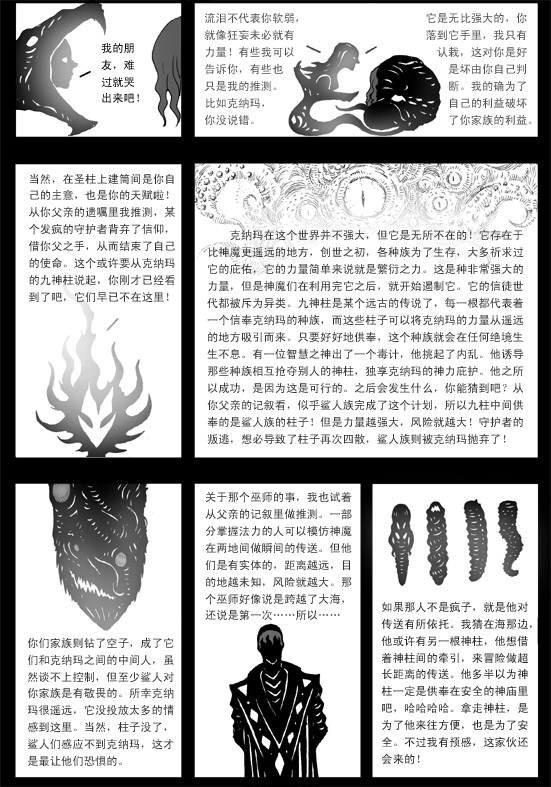 我的朋
友，难
过就哭
出来吧！
流泪不代表你软弱，
就像狂妄未必就有
力量！有些我可以
告诉你，有些也
只是我的推测。
比如克纳玛，
你没说错。
它是无比强大的，你
落到它手里，我只有
认栽，这对你是好
是坏由你自己判
断。我的确为了
自己的利益破坏
了你家族的利益。
当然，在圣柱上建筒间是你自
己的主意，也是你的天赋啦！
从你父亲的遗嘱里我推测，某
个发疯的守护者背弃了信仰，
借你父之手，从而结束了自己
的使命。这个或许要从克纳玛
的九神柱说起，你刚才已经看
到了吧，它们早已不在这里！
克纳玛在这个世界并不强大，但它是无所不在的！它存在于
比神魔更遥远的地方，创世之初，各种族为了生存，大多祈求过
它的庇佑，它的力量简单来说就是繁衍之力。这是种非常强大的
力量，但是神魔们在利用完它之后，就开始遏制它。它的信徒世
代都被斥为异类。九神柱是某个远古的传说了，每一根都代表着
一个信奉克纳玛的种族，而这些柱子可以将克纳玛的力量从遥远
的地方吸引而来。只要好好地供奉，这个种族就会在任何绝境生
生不息。有一位智慧之神出了一个毒计，他挑起了内乱。他诱导
那些种族相互抢夺别人的神柱，独享克纳玛的神力庇护。他之所
以成功，是因为这是可行的。之后会发生什么，你能猜到吧？从
你父亲的记叙看，似乎鲨人族完成了这个计划，所以九柱中间供
奉的是鲨人族的柱子！但是力量越强大，风险就越大！守护者的
叛逃，想必导致了柱子再次四散，鲨人族则被克纳玛抛弃了！
你们家族则钻了空子，成了它
们和克纳玛之间的中间人，虽
然谈不上控制，但至少鲨人对
你家族是有敬畏的。所幸克纳
玛很遥远，它没投放太多的情
感到这里。当然，柱子没了，
鲨人们感应不到克纳玛，这才
是最让他们恐惧的。
关于那个巫师的事，我也试着
从父亲的记叙里做推测。一部
分掌握法力的人可以模仿神魔
在两地间做瞬间的传送。但他
们是有实体的，距离越远，目
的地越未知，风险就越大。那
个巫师好像说是跨越了大海，
还说是第一次……所以……
如果那人不是疯子，就是他对
传送有所依托。我猜在海那边，
他或许有另一根神柱，他想借
着神柱间的牵引，来冒险做超
长距离的传送。他多半以为神
柱一定是供奉在安全的神庙里
吧，哈哈哈哈。拿走神柱，是
为了他来往方便，也是为了安
全。不过我有预感，这家伙还
会来的！